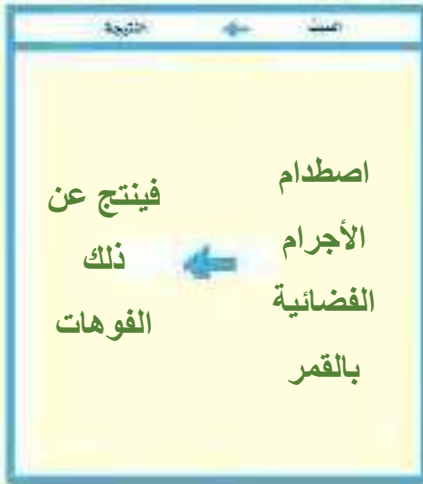 السبب
النتيجة
اصطدام
الأجرام
الفضائية
بالقمر
فينتج عن
ذلك
الفوهات